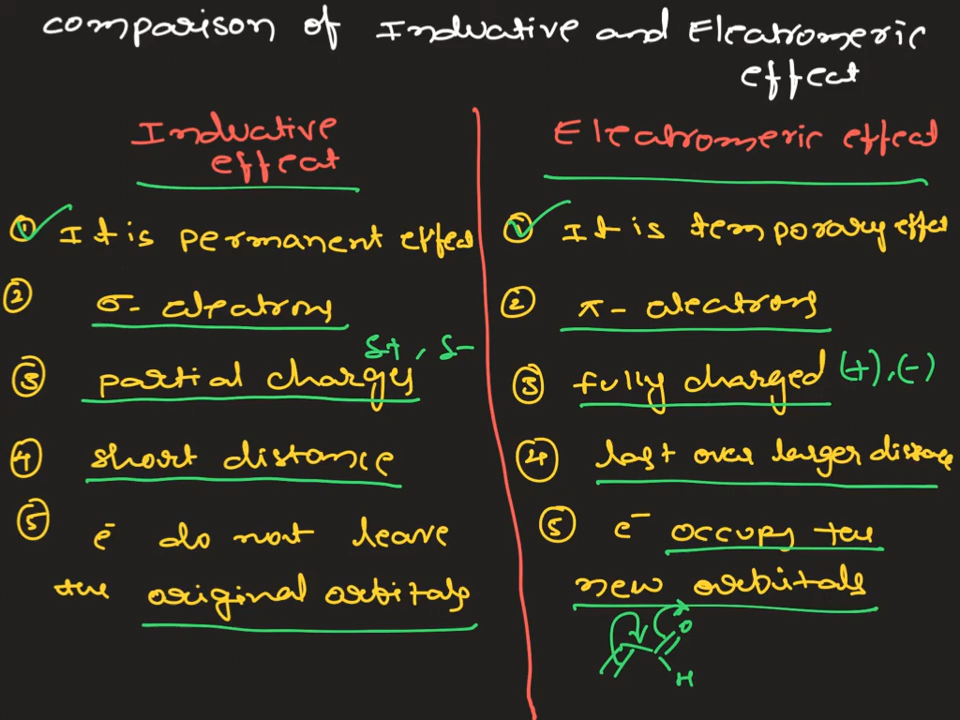 comparison of Inductive and Electromeric
effect
Inductive
effect
① It is permanent effect
② σ- electrons
③ partial charges δ+, δ-
④ short distance
⑤ e⁻ do not leave
the original orbitals
Electromeric effect
① It is temporary effect
② π- electrons
③ fully charged (+), (-)
④ last over larger distance
⑤ e⁻ occupy the
new orbitals
O
H